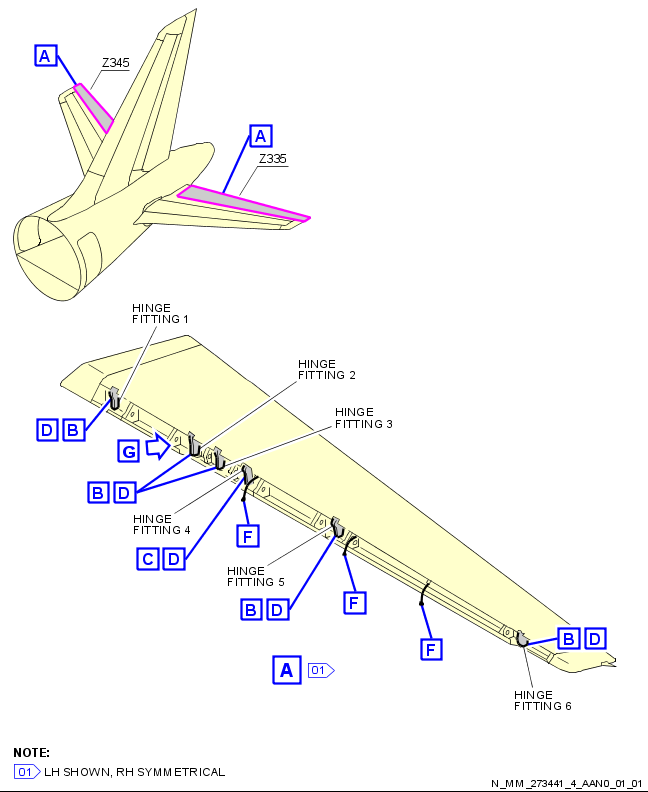 A
Z345
A
Z335
HINGE
FITTING 1
HINGE
FITTING 2
HINGE
FITTING 3
D B
G
B D
HINGE
FITTING 4
F
C D
HINGE
FITTING 5
B D
F
F
B D
A 01
HINGE
FITTING 6
NOTE:
01 LH SHOWN, RH SYMMETRICAL
N_MM_273441_4_AAN0_01_01